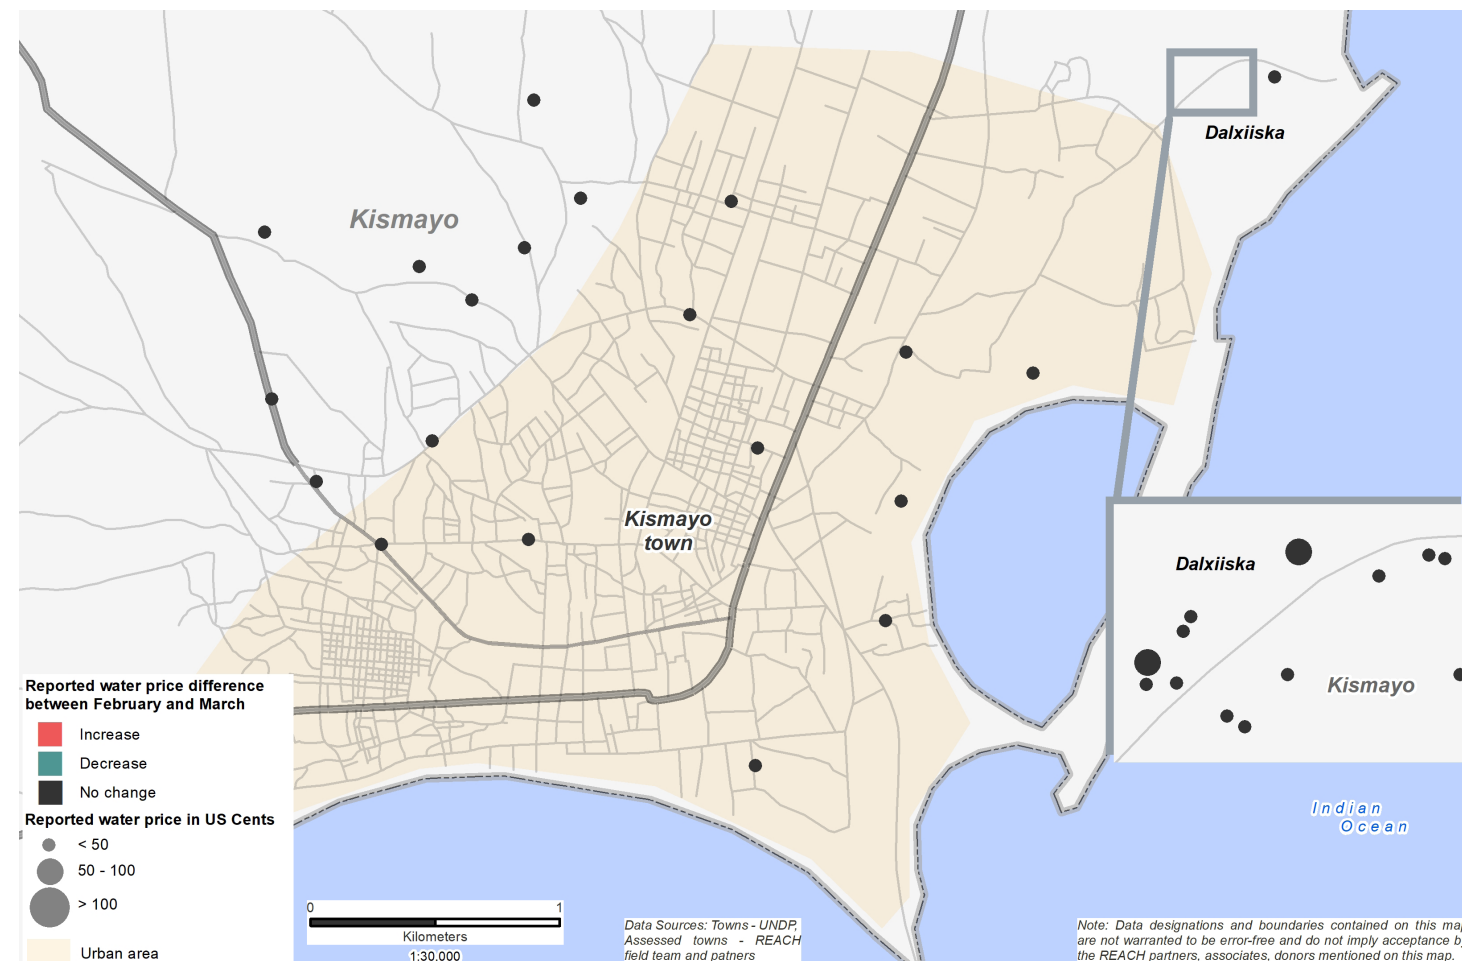 Dalxiiska
Kismayo
Kismayo
town
Dalxiiska
Kismayo
Reported water price difference
between February and March
Increase
Decrease
No change
Reported water price in US Cents
< 50
50 - 100
> 100
Urban area
Indian
Ocean
0 1
Kilometers
1:30,000
Data Sources: Towns - UNDP,
Assessed towns - REACH
field team and patners
Note: Data designations and boundaries contained on this map
are not warranted to be error-free and do not imply acceptance by
the REACH partners, associates, donors mentioned on this map.